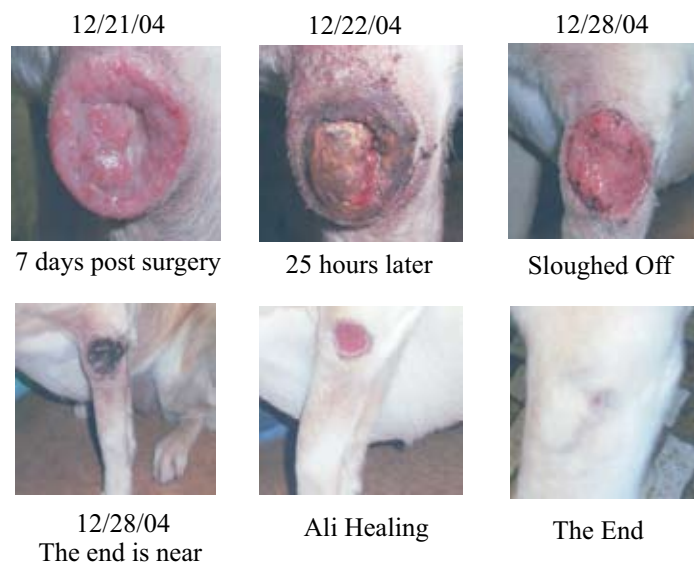 12/21/04
12/22/04
12/28/04
7 days post surgery
25 hours later
Sloughed Off
12/28/04
The end is near
Ali Healing
The End